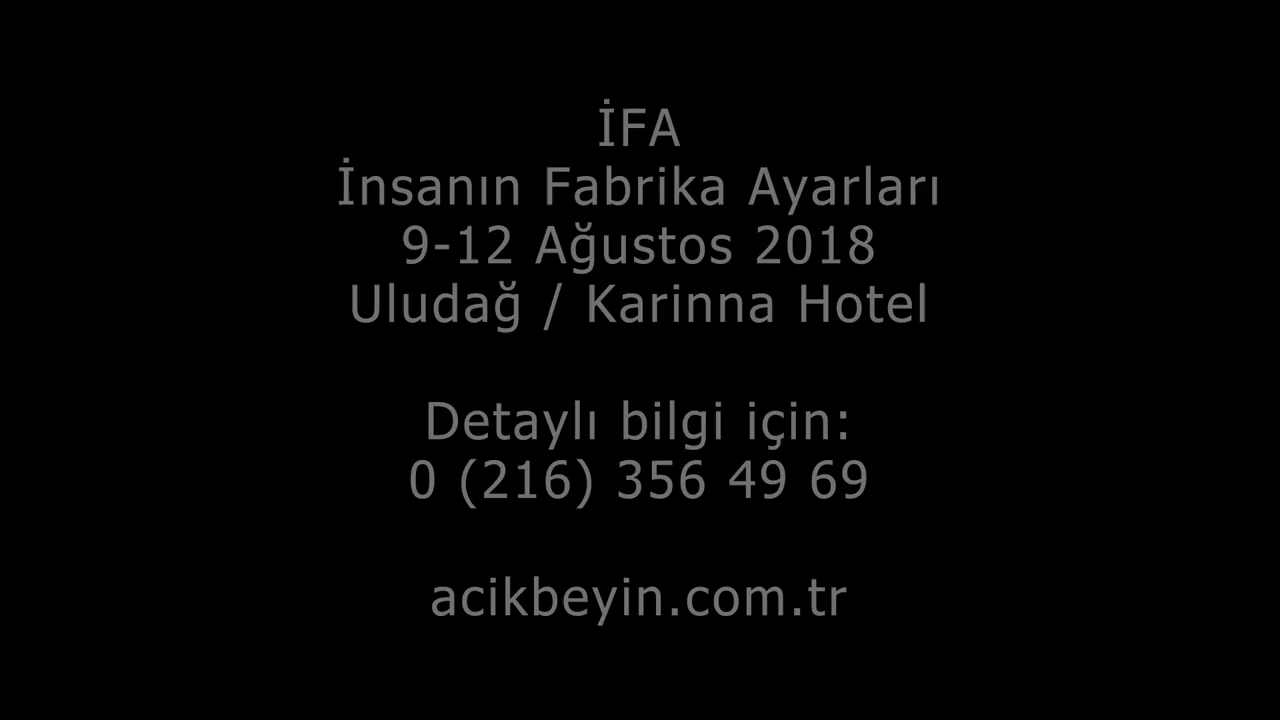 İFA
İnsanın Fabrika Ayarları
9-12 Ağustos 2018
Uludağ / Karinna Hotel
Detaylı bilgi için:
0 (216) 356 49 69
acikbeyin.com.tr